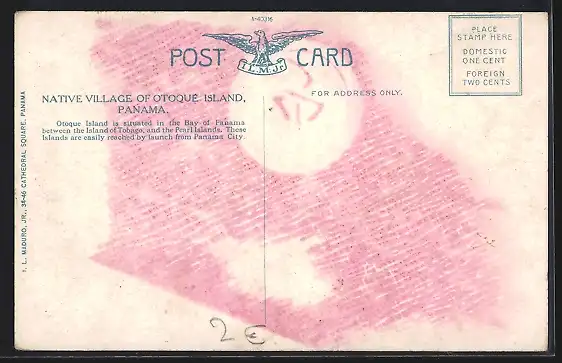 A-43316
POST CARD
I.L.M.Jr.
PLACE
STAMP HERE
DOMESTIC
ONE CENT
FOREIGN
TWO CENTS
NATIVE VILLAGE OF OTOQUE ISLAND,
PANAMA.
Otoque Island is situated in the Bay of Panama
between the Island of Tobago, and the Pearl Islands. These
Islands are easily reached by launch from Panama City.
FOR ADDRESS ONLY.
I. L. MADURO, JR., 34-46 CATHEDRAL SQUARE, PANAMA
2€